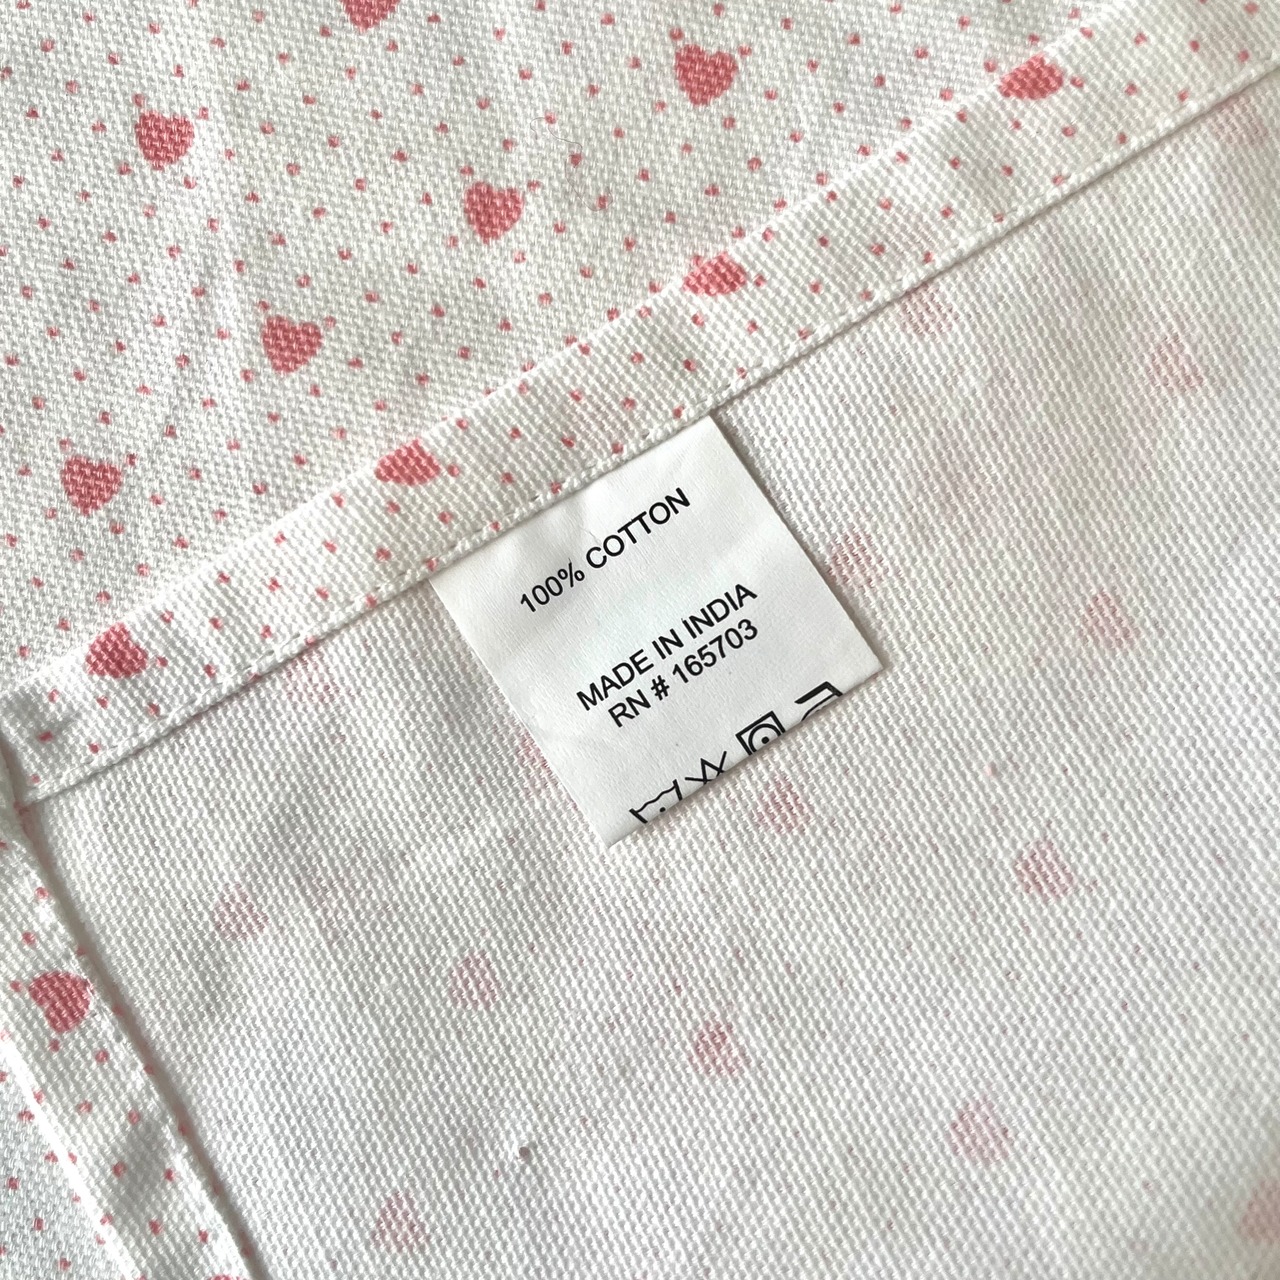 100% COTTON
MADE IN INDIA
RN # 165703